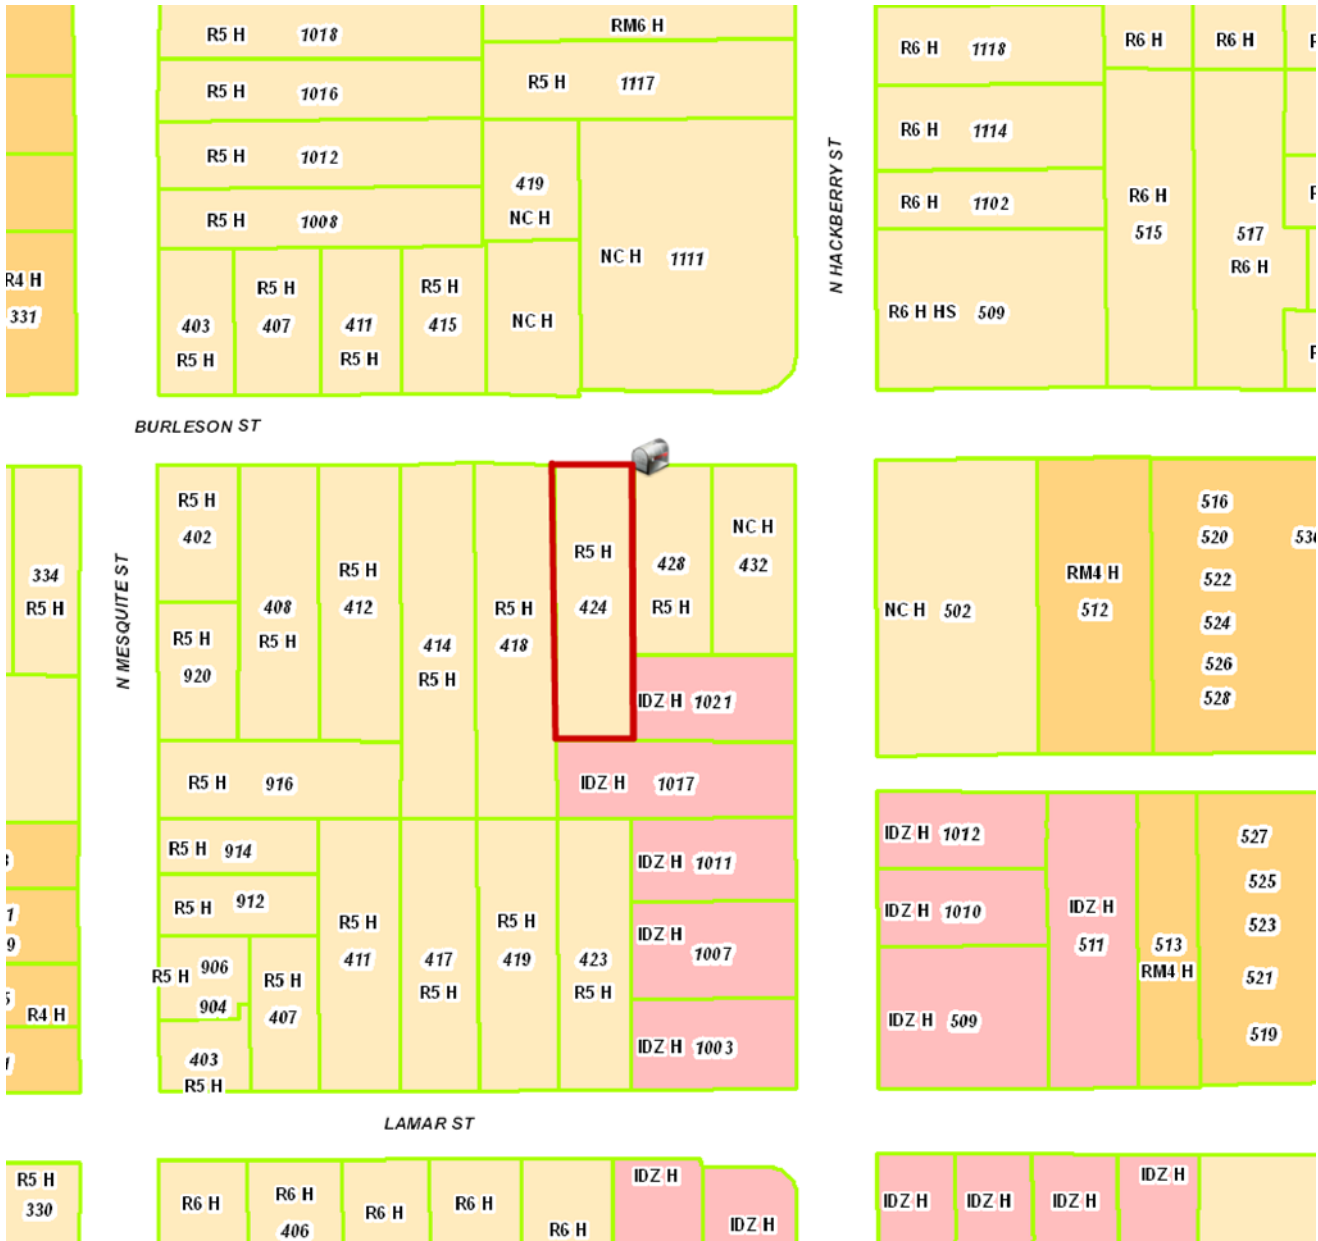 R5 H 1018
RM6 H
R6 H 1118
R6 H
R6 H
R5 H 1016
R5 H 1117
R6 H 1114
R5 H 1012
419
NC H
R6 H 1102
R6 H
515
517
R6 H
R5 H 1008
NC H 1111
N HACKBERRY ST
R4 H
331
403
R5 H
R5 H
407
411
R5 H
R5 H
415
NC H
R6 H HS 509
BURLESON ST
N MESQUITE ST
334
R5 H
R5 H
402
408
R5 H
R5 H
412
414
R5 H
R5 H
418
R5 H
424
428
R5 H
NC H
432
R5 H
920
IDZ H 1021
NC H 502
RM4 H
512
516
520
522
524
526
528
R5 H 916
IDZ H 1017
R5 H 914
R5 H 912
R5 H 906
904
R5 H
407
403
R5 H
R5 H
411
417
R5 H
R5 H
419
423
R5 H
IDZ H 1011
IDZ H
1007
IDZ H 1003
IDZ H 1012
IDZ H 1010
IDZ H 509
IDZ H
511
513
RM4 H
527
525
523
521
519
R4 H
LAMAR ST
R5 H
330
R6 H
R6 H
406
R6 H
R6 H
R6 H
IDZ H
IDZ H
IDZ H
IDZ H
IDZ H
IDZ H